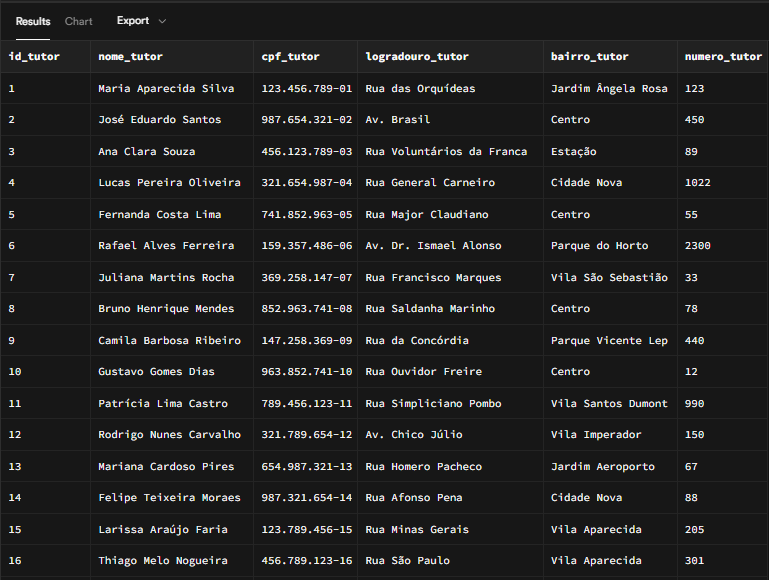 Results Chart Export
id_tutor nome_tutor cpf_tutor logradouro_tutor bairro_tutor numero_tutor
1 Maria Aparecida Silva 123.456.789-01 Rua das Orquídeas Jardim Ângela Rosa 123
2 José Eduardo Santos 987.654.321-02 Av. Brasil Centro 450
3 Ana Clara Souza 456.123.789-03 Rua Voluntários da Franca Estação 89
4 Lucas Pereira Oliveira 321.654.987-04 Rua General Carneiro Cidade Nova 1022
5 Fernanda Costa Lima 741.852.963-05 Rua Major Claudiano Centro 55
6 Rafael Alves Ferreira 159.357.486-06 Av. Dr. Ismael Alonso Parque do Horto 2300
7 Juliana Martins Rocha 369.258.147-07 Rua Francisco Marques Vila São Sebastião 33
8 Bruno Henrique Mendes 852.963.741-08 Rua Saldanha Marinho Centro 78
9 Camila Barbosa Ribeiro 147.258.369-09 Rua da Concórdia Parque Vicente Lep 440
10 Gustavo Gomes Dias 963.852.741-10 Rua Ouvidor Freire Centro 12
11 Patrícia Lima Castro 789.456.123-11 Rua Simpliciano Pombo Vila Santos Dumont 990
12 Rodrigo Nunes Carvalho 321.789.654-12 Av. Chico Júlio Vila Imperador 150
13 Mariana Cardoso Pires 654.987.321-13 Rua Homero Pacheco Jardim Aeroporto 67
14 Felipe Teixeira Moraes 987.321.654-14 Rua Afonso Pena Cidade Nova 88
15 Larissa Araújo Faria 123.789.456-15 Rua Minas Gerais Vila Aparecida 205
16 Thiago Melo Nogueira 456.789.123-16 Rua São Paulo Vila Aparecida 301